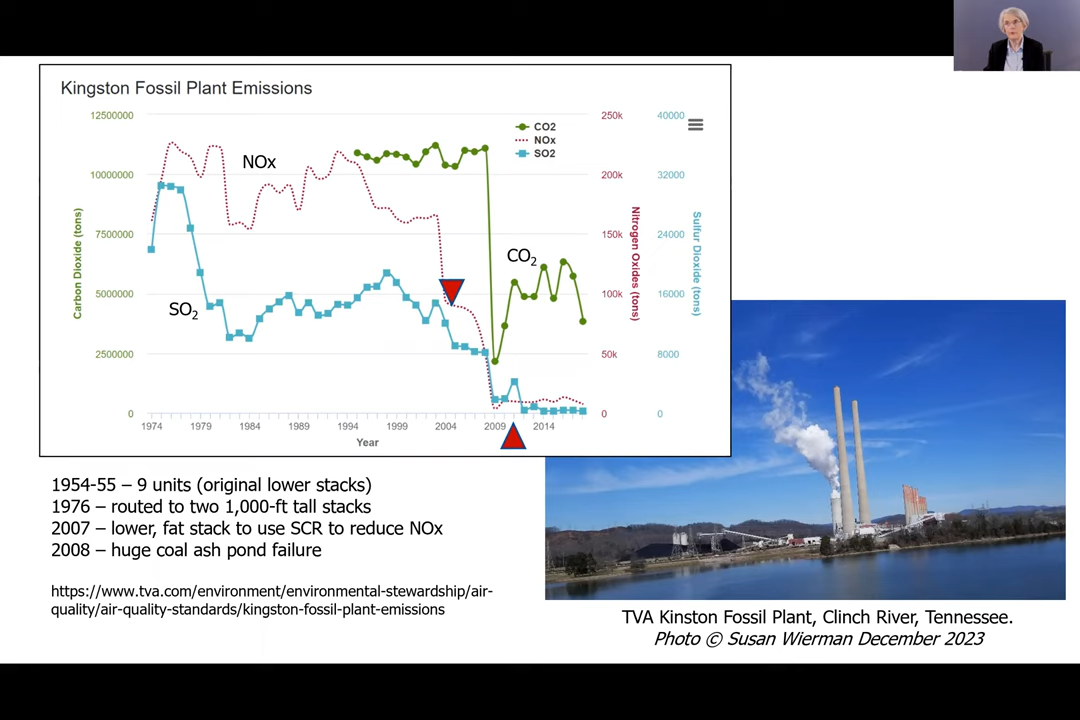 Kingston Fossil Plant Emissions
12500000
10000000
7500000
5000000
2500000
0
Carbon Dioxide (tons)
250k
200k
150k
100k
50k
0
Nitrogen Oxides (tons)
40000
32000
24000
16000
8000
0
Sulfur Dioxide (tons)
CO2
NOx
SO2
NOx
CO2
SO2
1974 1979 1984 1989 1994 1999 2004 2009 2014
Year
1954-55 – 9 units (original lower stacks)
1976 – routed to two 1,000-ft tall stacks
2007 – lower, fat stack to use SCR to reduce NOx
2008 – huge coal ash pond failure
https://www.tva.com/environment/environmental-stewardship/air-
quality/air-quality-standards/kingston-fossil-plant-emissions
TVA Kinston Fossil Plant, Clinch River, Tennessee.
Photo © Susan Wierman December 2023